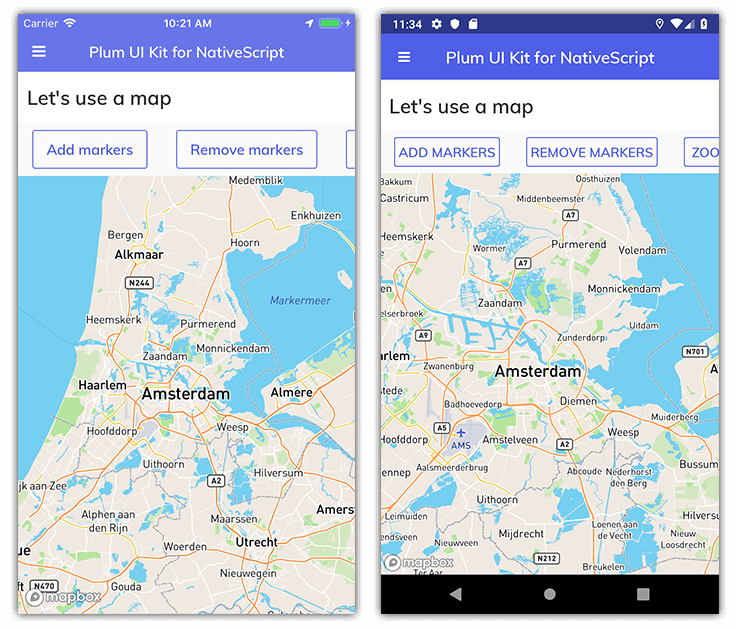 Carrier 10:21 AM
Plum UI Kit for NativeScript
Let's use a map
Add markers Remove markers
Medemblik
Enkhuizen
Bergen
Hoorn
Alkmaar
N244
Markermeer
Heemskerk
Purmerend
Monnickendam
Zaandam
Haarlem
Amsterdam
Almere
Hoofddorp
Weesp
Uithoorn
A2
Hilversum
jk aan Zee
Alphen aan
den Rijn
Maarssen
Amers
Woerden
Utrecht
ue
Nieuwegein
ft
N470
Gouda
mapbox
11:34
Plum UI Kit for NativeScript
Let's use a map
ADD MARKERS REMOVE MARKERS ZOO
Bakkum
Oosthuizen
Castricum
Middenbeemster
A7
Heemskerk
Wormer
Purmerend
Volendam
A7
Monnickendam
elserbroek
Zaandam
Uitdam
A9
Zunderdorp
arlem
N701
Zwanenburg
Amsterdam
A
stede
Badhoevedorp
Diemen
Muiderberg
A5
Weesp
Hoofddorp
AMS
Amstelveen
A2
ennep
Aalsmeerderbrug
Abcoude
Nederhorst
den Berg
Bussum
Uithoorn
Leimuiden
Mijdrecht
Loenen aan
de Vecht
Hilversu
endsveen
Nieuwveen
Nieuw
Loosdrecht
N212
mapbox
Ter Aar
Breukelen